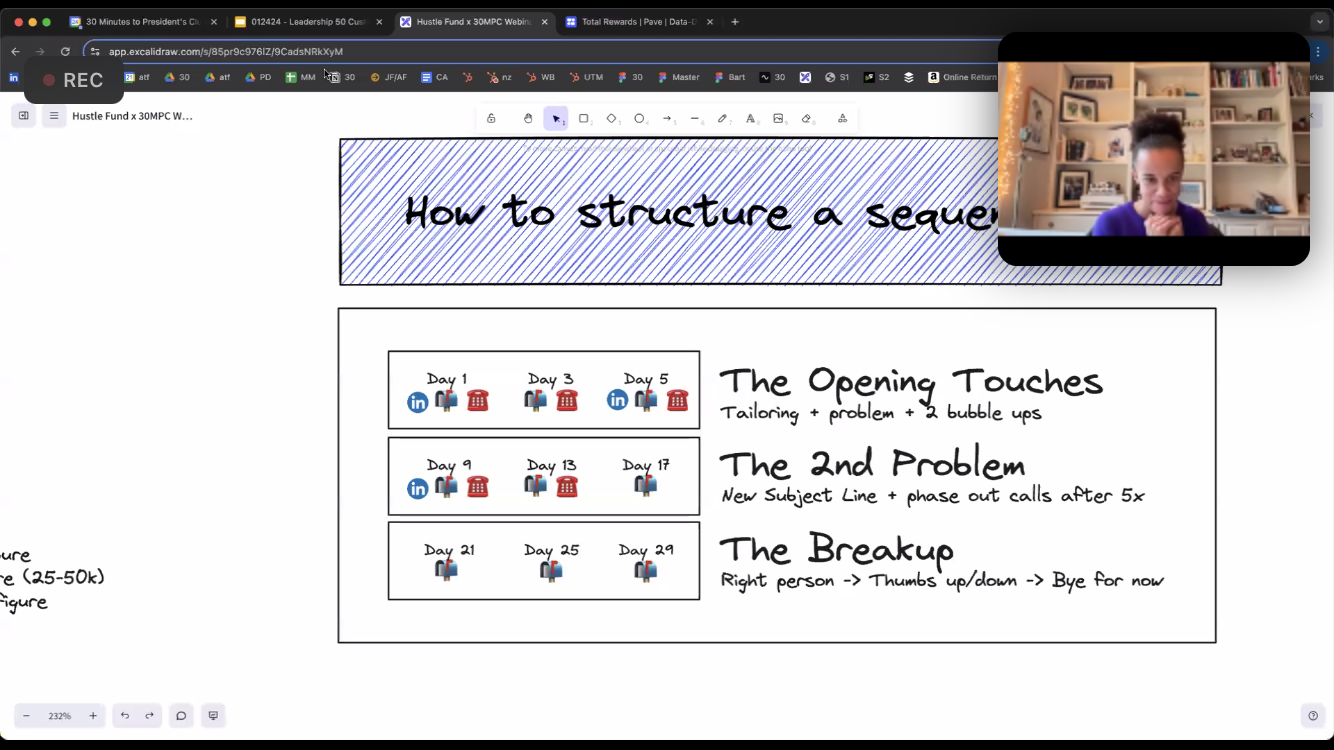 30 Minutes to President's Cl
012424 - Leadership 50 Cus
Hustle Fund x 30MPC Webin
Total Rewards | Pave | Data-D
app.excalidraw.com/s/85pr9c976lZ/9CadsNRkXyM
REC
atf
30
atf
PD
MM
30
JF/AF
CA
nz
WB
UTM
30
Master
Bart
30
S1
S2
Online Return
Hustle Fund x 30MPC W...
How to structure a sequen
Day 1
Day 3
Day 5
The Opening Touches
Tailoring + problem + 2 bubble ups
Day 9
Day 13
Day 17
The 2nd Problem
New Subject Line + phase out calls after 5x
Day 21
Day 25
Day 29
The Breakup
Right person -> Thumbs up/down -> Bye for now
gure
re (25-50k)
figure
232%